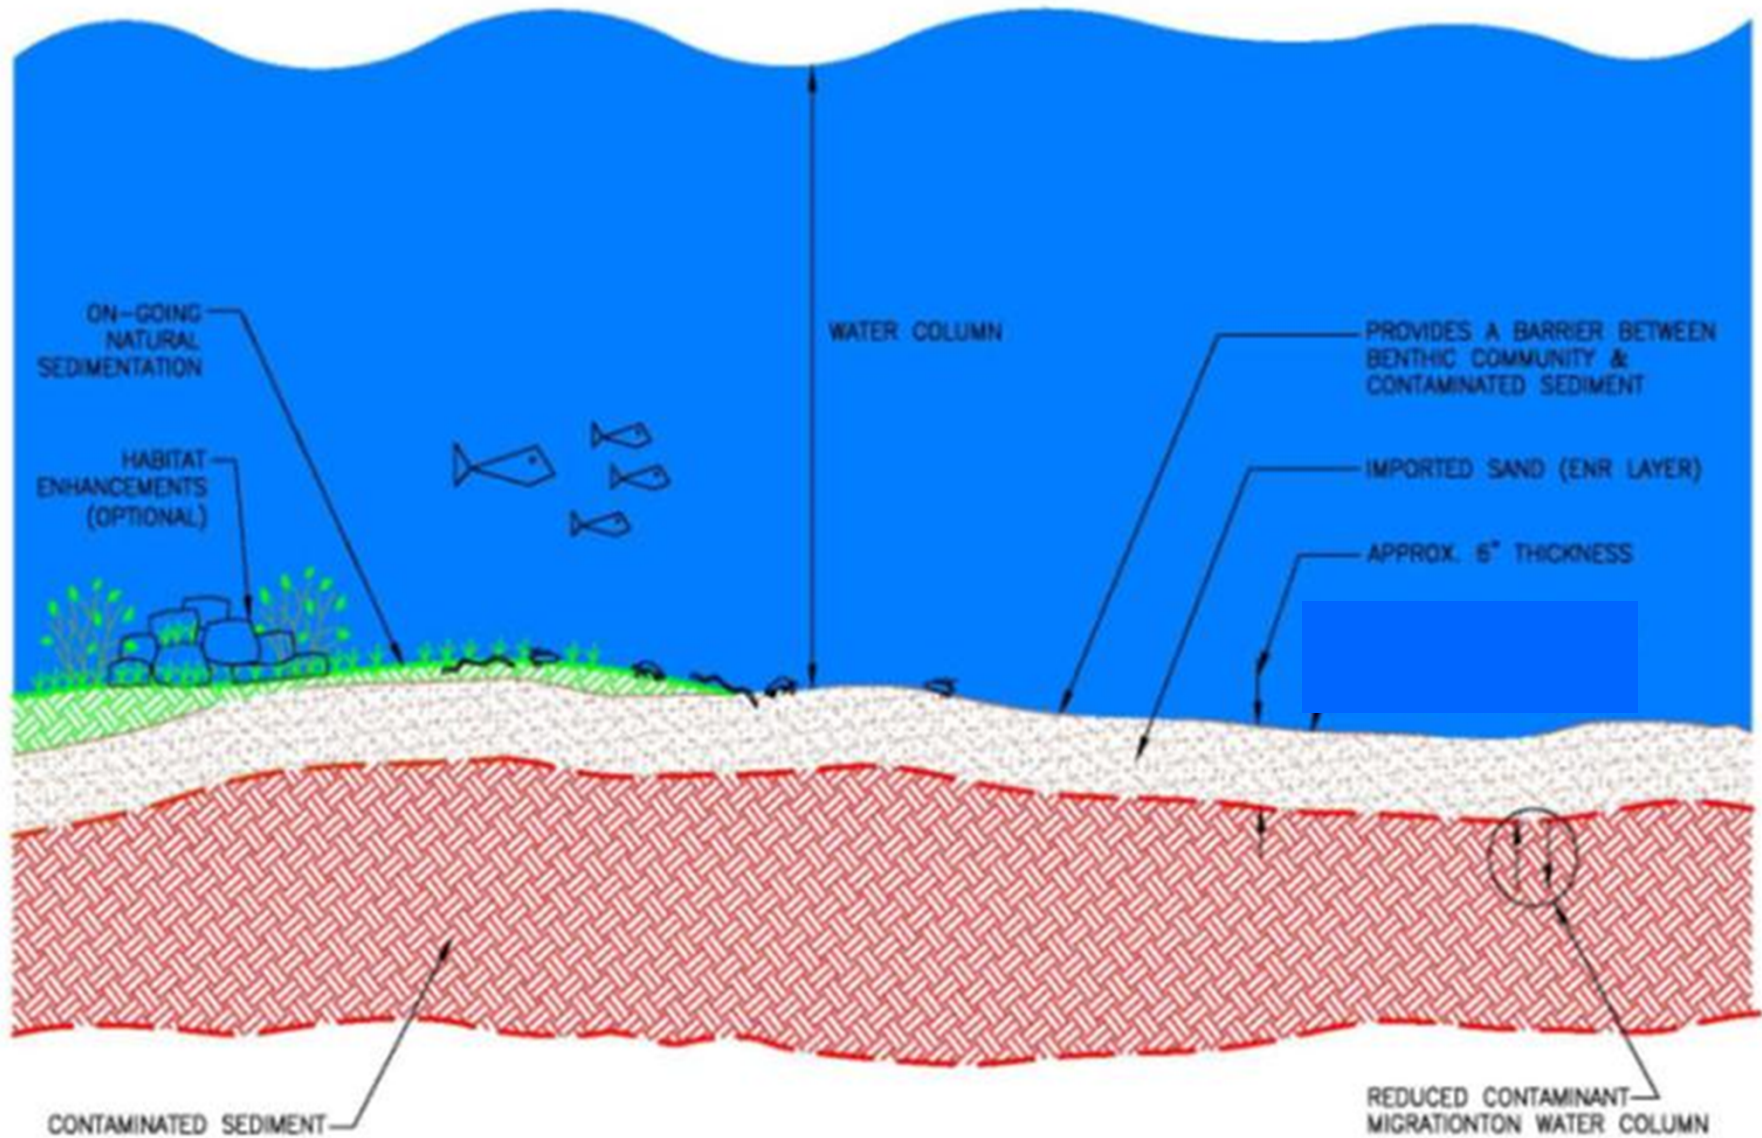 ON-GOING
NATURAL
SEDIMENTATION
HABITAT
ENHANCEMENTS
(OPTIONAL)
WATER COLUMN
PROVIDES A BARRIER BETWEEN
BENTHIC COMMUNITY &
CONTAMINATED SEDIMENT
IMPORTED SAND (ENR LAYER)
APPROX. 6" THICKNESS
CONTAMINATED SEDIMENT
REDUCED CONTAMINANT
MIGRATIONTON WATER COLUMN